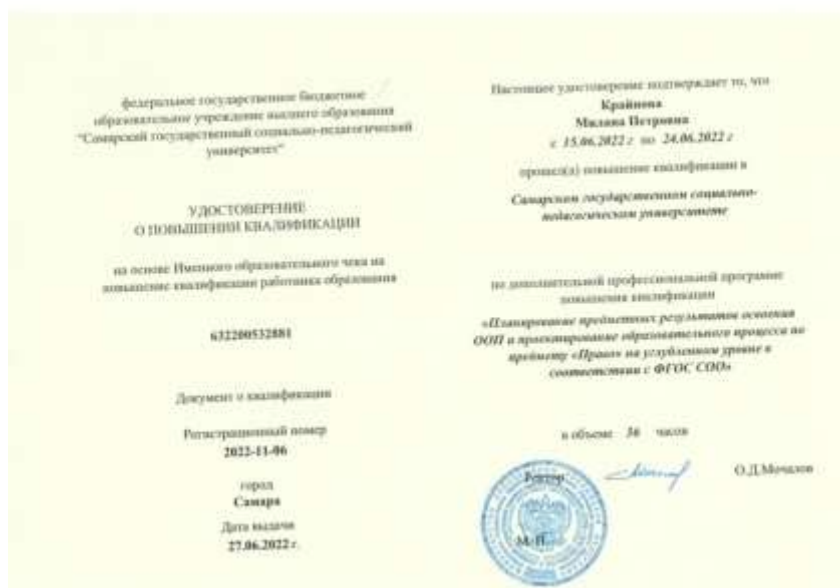 федеральное государственное бюджетное
образовательное учреждение высшего образования
"Самарский государственный социально-педагогический
университет"
УДОСТОВЕРЕНИЕ
О ПОВЫШЕНИИ КВАЛИФИКАЦИИ
на основе Именного образовательного чека на
повышение квалификации работника образования
632200532881
Документ о квалификации
Регистрационный номер
2022-11-06
город
Самара
Дата выдачи
27.06.2022 г.
Настоящее удостоверение подтверждает то, что
Крайнова
Милана Петровна
с 15.06.2022 г по 24.06.2022 г
прошел(а) повышение квалификации в
Самарском государственном социально-
педагогическом университете
по дополнительной профессиональной программе
повышения квалификации
«Планирование предметных результатов освоения
ООП и проектирование образовательного процесса по
предмету «Право» на углубленном уровне в
соответствии с ФГОС СОО»
в объеме 36 часов
Ректор
О.Д.Мочалов
М. П.